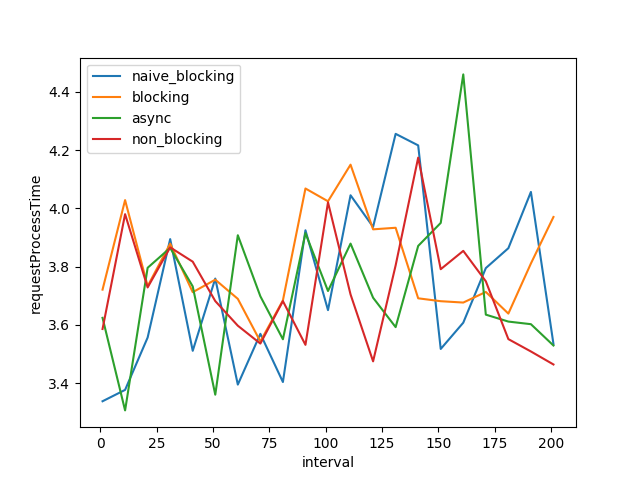 naive_blocking
blocking
async
non_blocking
4.4
4.2
4.0
3.8
3.6
3.4
requestProcessTime
0 25 50 75 100 125 150 175 200
interval